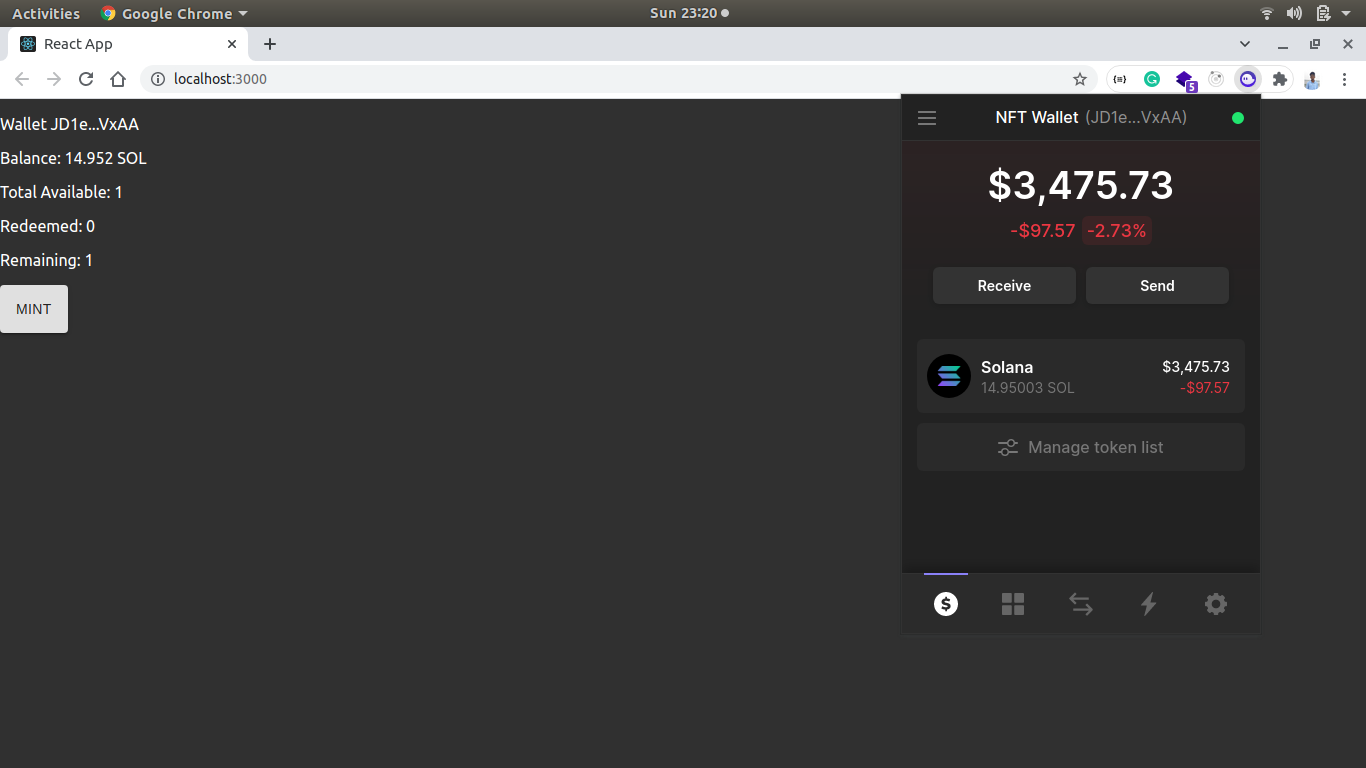 Activities Google Chrome Sun 23:20
React App
localhost:3000
5
Wallet JD1e...VxAA
Balance: 14.952 SOL
Total Available: 1
Redeemed: 0
Remaining: 1
MINT
NFT Wallet (JD1e...VxAA)
$3,475.73
-$97.57 -2.73%
Receive Send
Solana $3,475.73
14.95003 SOL -$97.57
Manage token list